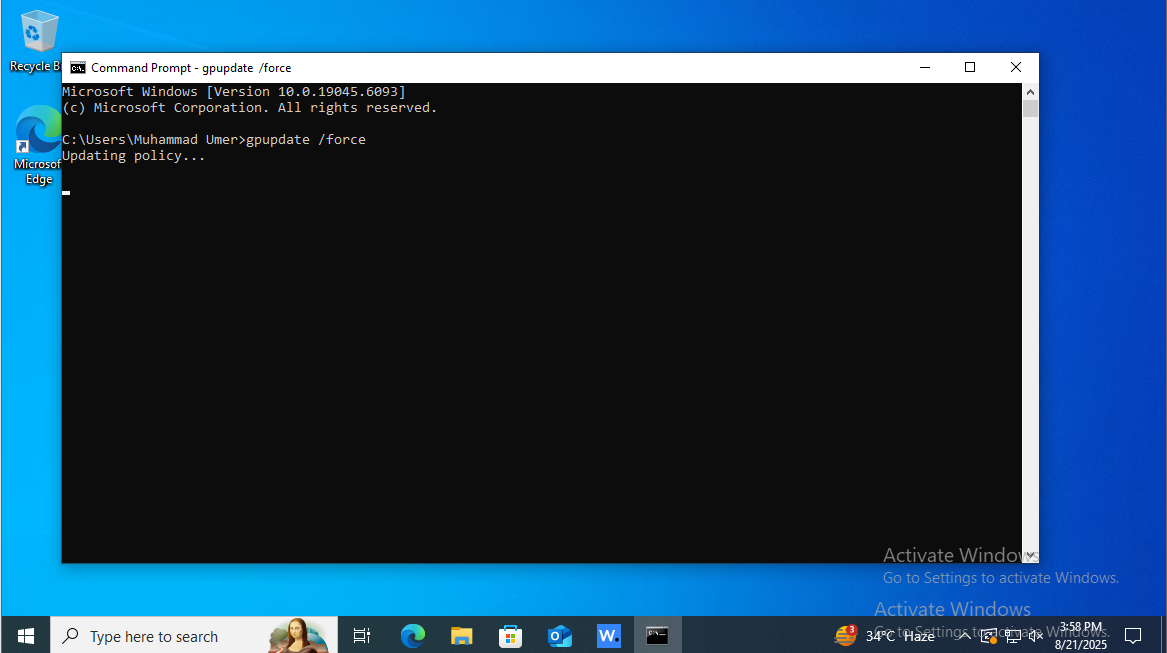 Recycle B
Command Prompt - gpupdate /force
Microsoft Windows [Version 10.0.19045.6093]
(c) Microsoft Corporation. All rights reserved.
C:\Users\Muhammad Umer>gpupdate /force
Updating policy...
Microsof
Edge
Activate Windows
Go to Settings to activate Windows.
Activate Windows
Go to Settings to activate Windows.
Type here to search
W.
3
34°C Haze
3:58 PM
8/21/2025